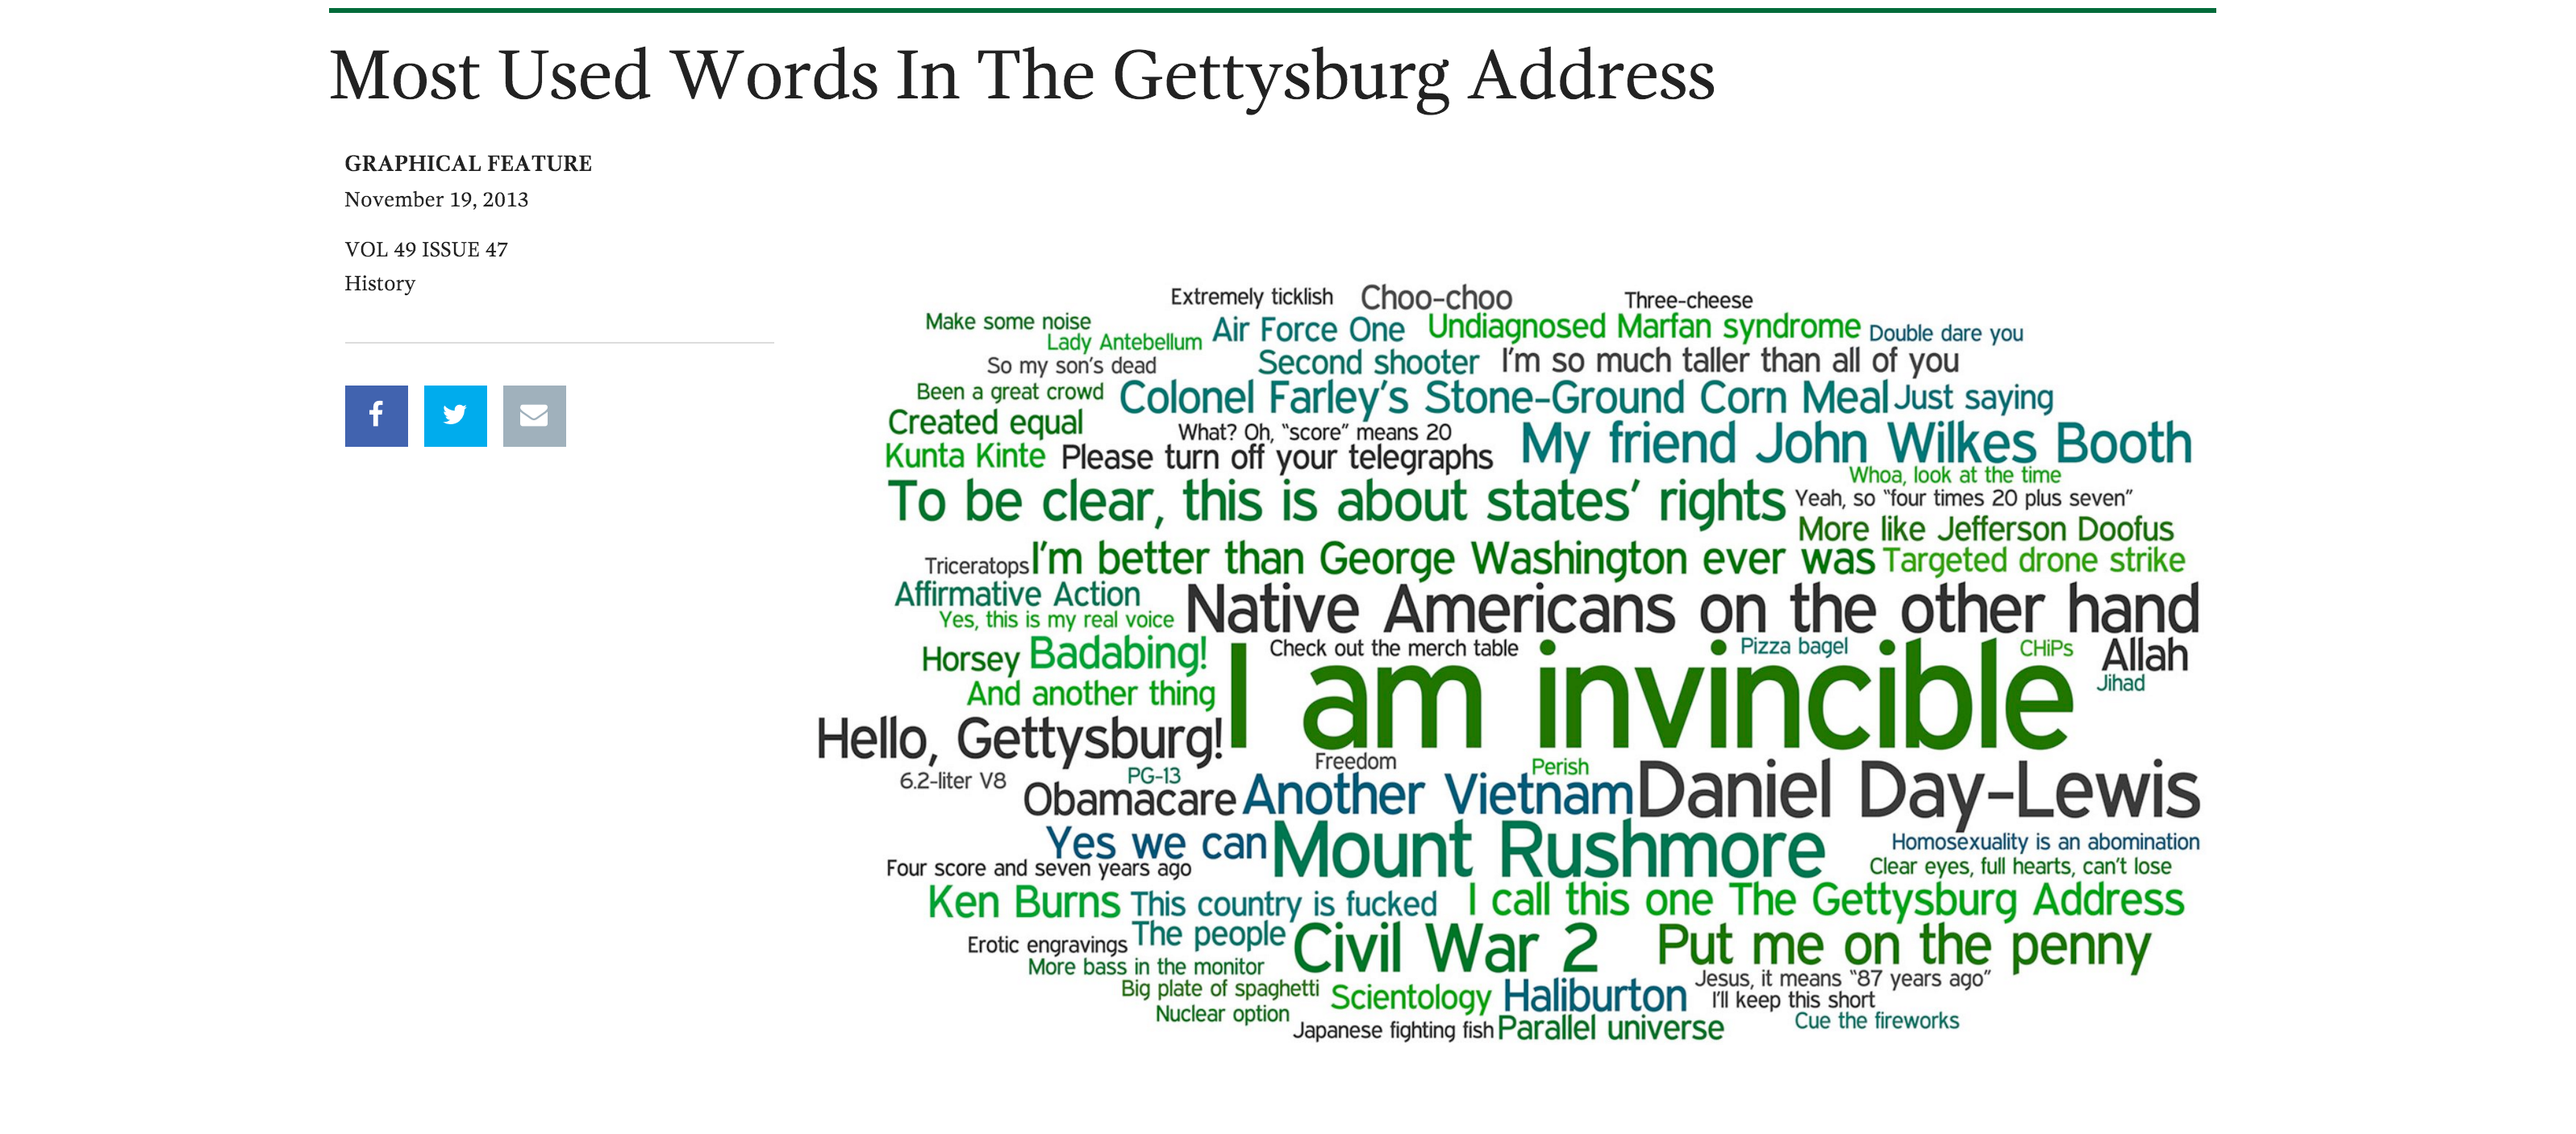 Most Used Words In The Gettysburg Address
GRAPHICAL FEATURE
November 19, 2013
VOL 49 ISSUE 47
History
Extremely ticklish
Choo-choo
Three-cheese
Make some noise
Lady Antebellum
Air Force One
Undiagnosed Marfan syndrome
Double dare you
So my son's dead
Second shooter
I'm so much taller than all of you
Been a great crowd
Colonel Farley's Stone-Ground Corn Meal
Just saying
Created equal
What? Oh, "score" means 20
My friend John Wilkes Booth
Kunta Kinte
Please turn off your telegraphs
Whoa, look at the time
To be clear, this is about states' rights
Yeah, so "four times 20 plus seven"
More like Jefferson Doofus
Triceratops
I'm better than George Washington ever was
Targeted drone strike
Affirmative Action
Native Americans on the other hand
Yes, this is my real voice
Horsey
Badabing!
Check out the merch table
Pizza bagel
CHiPs
Allah
I am invincible
Jihad
And another thing
Hello, Gettysburg!
Freedom
Perish
6.2-liter V8
PG-13
Obamacare
Another Vietnam
Daniel Day-Lewis
Yes we can
Mount Rushmore
Homosexuality is an abomination
Four score and seven years ago
Clear eyes, full hearts, can't lose
Ken Burns
This country is fucked
I call this one The Gettysburg Address
Erotic engravings
The people
Civil War 2
Put me on the penny
More bass in the monitor
Jesus, it means "87 years ago"
Big plate of spaghetti
Scientology
Haliburton
I'll keep this short
Nuclear option
Japanese fighting fish
Parallel universe
Cue the fireworks